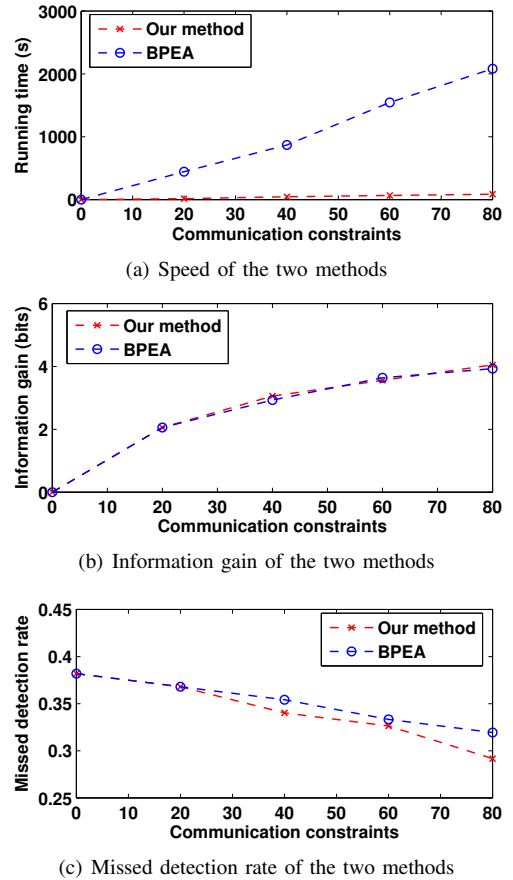 3000
2000
1000
0
Running time (s)
Our method
BPEA
0 10 20 30 40 50 60 70 80
Communication constraints
(a) Speed of the two methods
6
4
2
0
Information gain (bits)
Our method
BPEA
0 10 20 30 40 50 60 70 80
Communication constraints
(b) Information gain of the two methods
0.45
0.4
0.35
0.3
0.25
Missed detection rate
Our method
BPEA
0 10 20 30 40 50 60 70 80
Communication constraints
(c) Missed detection rate of the two methods